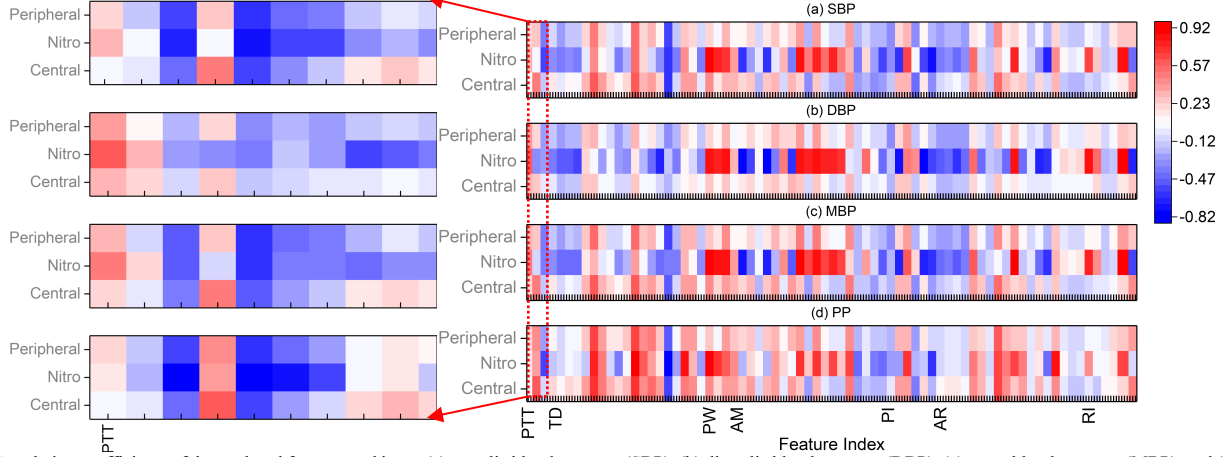 Peripheral
Nitro
Central
Peripheral
Nitro
Central
Peripheral
Nitro
Central
Peripheral
Nitro
Central
PTT
(a) SBP
Peripheral
Nitro
Central
(b) DBP
Peripheral
Nitro
Central
(c) MBP
Peripheral
Nitro
Central
(d) PP
Peripheral
Nitro
Central
PTT TD PW AM PI AR RI
Feature Index
0.92
0.57
0.23
-0.12
-0.47
-0.82